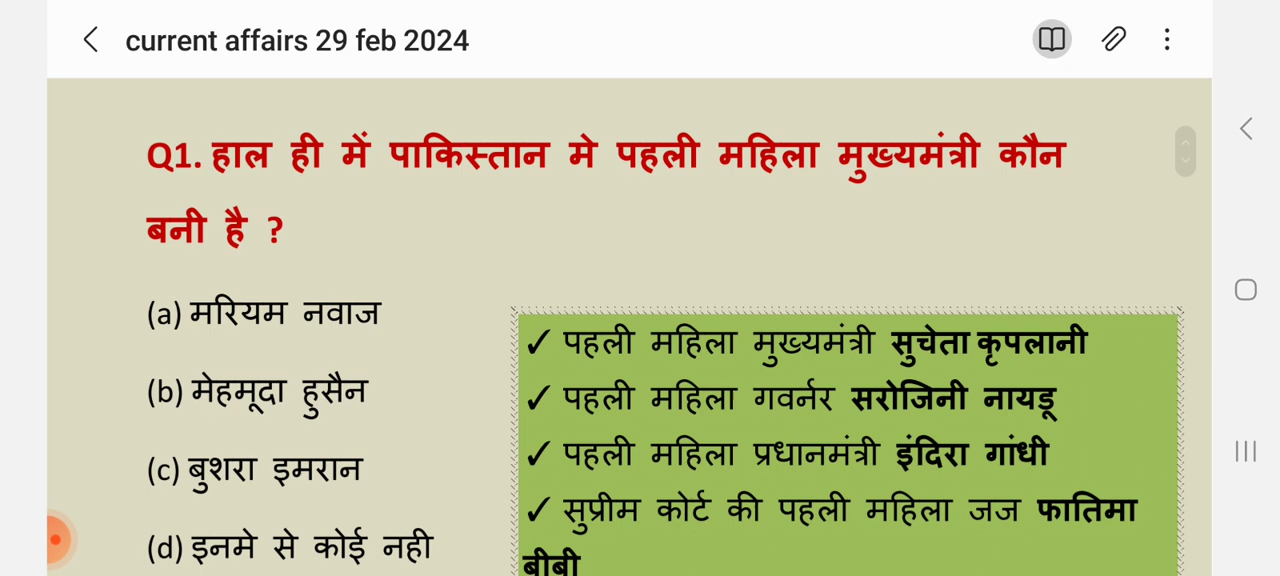 current affairs 29 feb 2024
Q1. हाल ही में पाकिस्तान मे पहली महिला मुख्यमंत्री कौन
बनी है ?
(a) मरियम नवाज
(b) मेहमूदा हुसैन
(c) बुशरा इमरान
(d) इनमे से कोई नही
✓ पहली महिला मुख्यमंत्री सुचेता कृपलानी
✓ पहली महिला गवर्नर सरोजिनी नायडू
✓ पहली महिला प्रधानमंत्री इंदिरा गांधी
✓ सुप्रीम कोर्ट की पहली महिला जज फातिमा
बीबी